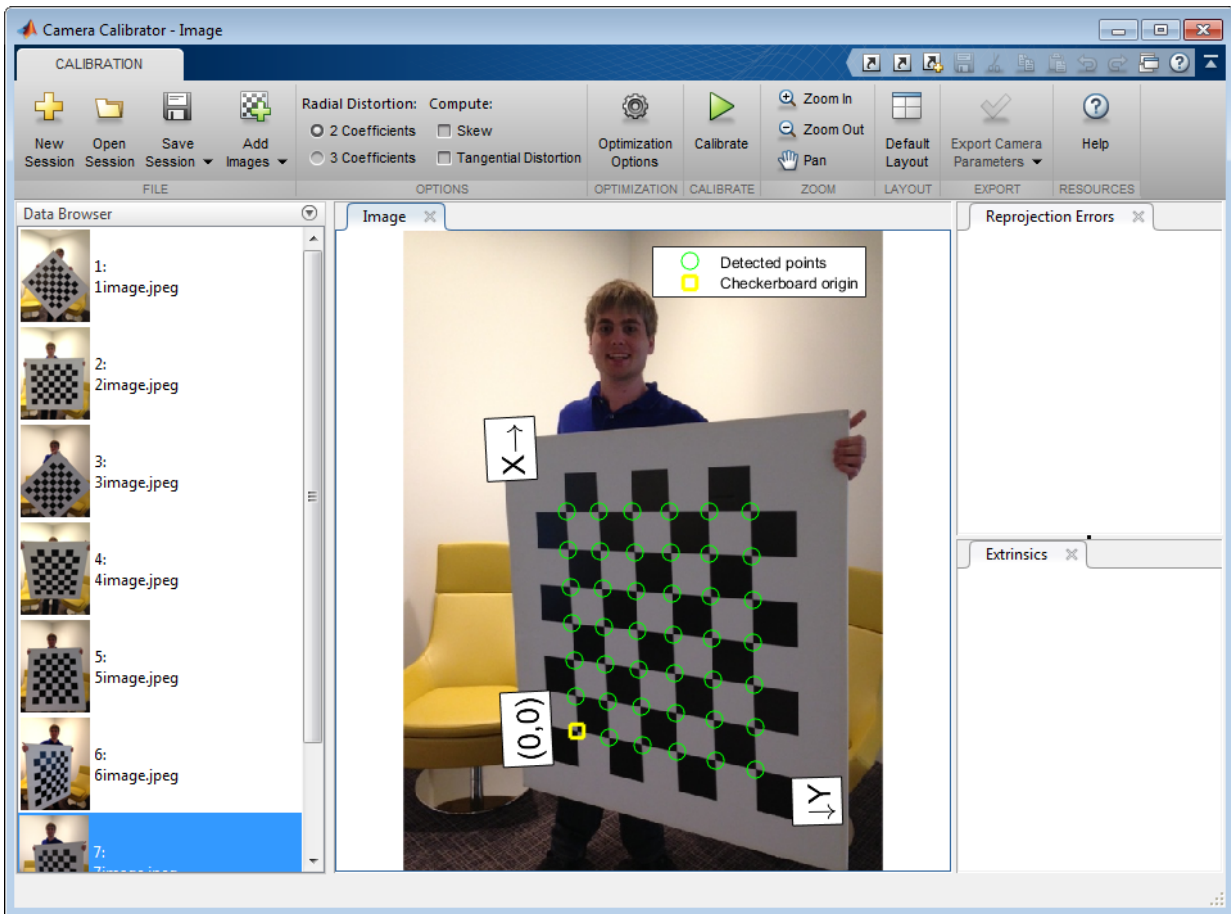 Camera Calibrator - Image
CALIBRATION
New
Session
Open
Session
Save
Session
Add
Images
FILE
Radial Distortion:
2 Coefficients
3 Coefficients
Compute:
Skew
Tangential Distortion
OPTIONS
Optimization
Options
OPTIMIZATION
Calibrate
CALIBRATE
Zoom In
Zoom Out
Pan
ZOOM
Default
Layout
LAYOUT
Export Camera
Parameters
EXPORT
Help
RESOURCES
Data Browser
1:
1image.jpeg
2:
2image.jpeg
3:
3image.jpeg
4:
4image.jpeg
5:
5image.jpeg
6:
6image.jpeg
7:
7image.jpeg
Image
Detected points
Checkerboard origin
X→
(0,0)
Y→
Reprojection Errors
Extrinsics